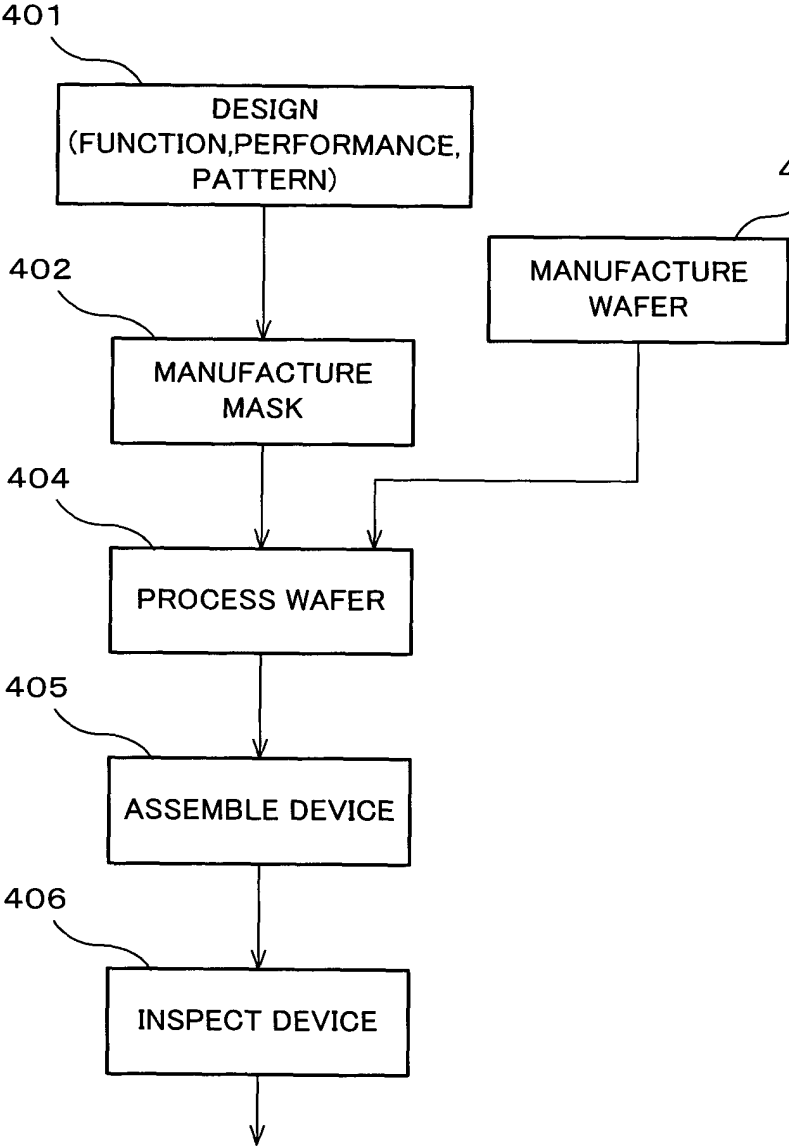 401
DESIGN
(FUNCTION,PERFORMANCE,
PATTERN)
402
MANUFACTURE
MASK
MANUFACTURE
WAFER
404
PROCESS WAFER
405
ASSEMBLE DEVICE
406
INSPECT DEVICE